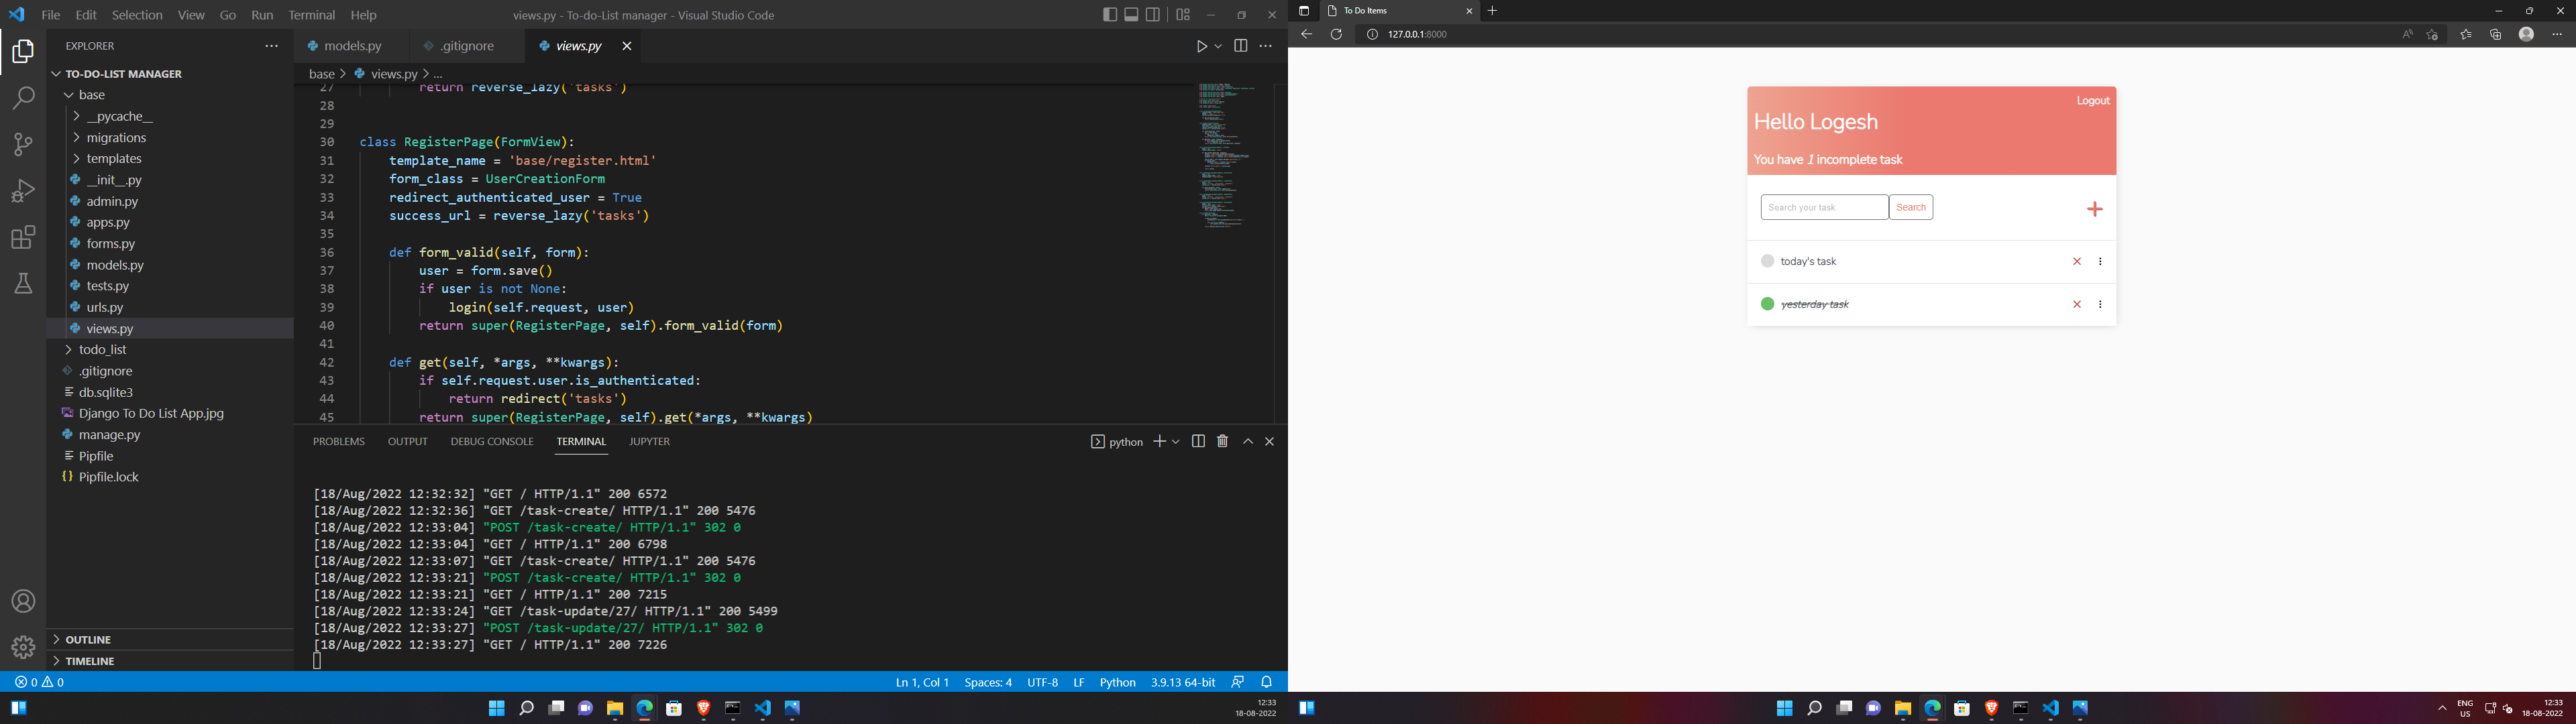 File Edit Selection View Go Run Terminal Help
views.py - To-do-List manager - Visual Studio Code
EXPLORER
TO-DO-LIST MANAGER
base
__pycache__
migrations
templates
__init__.py
admin.py
apps.py
forms.py
models.py
tests.py
urls.py
views.py
todo_list
.gitignore
db.sqlite3
Django To Do List App.jpg
manage.py
Pipfile
{} Pipfile.lock
OUTLINE
TIMELINE
models.py .gitignore views.py
base > views.py > ...
27 return reverse_lazy('tasks')
28
29
30 class RegisterPage(FormView):
31 template_name = 'base/register.html'
32 form_class = UserCreationForm
33 redirect_authenticated_user = True
34 success_url = reverse_lazy('tasks')
35
36 def form_valid(self, form):
37 user = form.save()
38 if user is not None:
39 login(self.request, user)
40 return super(RegisterPage, self).form_valid(form)
41
42 def get(self, *args, **kwargs):
43 if self.request.user.is_authenticated:
44 return redirect('tasks')
45 return super(RegisterPage, self).get(*args, **kwargs)
PROBLEMS OUTPUT DEBUG CONSOLE TERMINAL JUPYTER
python
[18/Aug/2022 12:32:32] "GET / HTTP/1.1" 200 6572
[18/Aug/2022 12:32:36] "GET /task-create/ HTTP/1.1" 200 5476
[18/Aug/2022 12:33:04] "POST /task-create/ HTTP/1.1" 302 0
[18/Aug/2022 12:33:04] "GET / HTTP/1.1" 200 6798
[18/Aug/2022 12:33:07] "GET /task-create/ HTTP/1.1" 200 5476
[18/Aug/2022 12:33:21] "POST /task-create/ HTTP/1.1" 302 0
[18/Aug/2022 12:33:21] "GET / HTTP/1.1" 200 7215
[18/Aug/2022 12:33:24] "GET /task-update/27/ HTTP/1.1" 200 5499
[18/Aug/2022 12:33:27] "POST /task-update/27/ HTTP/1.1" 302 0
[18/Aug/2022 12:33:27] "GET / HTTP/1.1" 200 7226
0 0
Ln 1, Col 1 Spaces: 4 UTF-8 LF Python 3.9.13 64-bit
12:33
18-08-2022
To Do Items
127.0.0.1:8000
Logout
Hello Logesh
You have 1 incomplete task
Search your task Search
today's task
yesterday task
ENG
US
12:33
18-08-2022